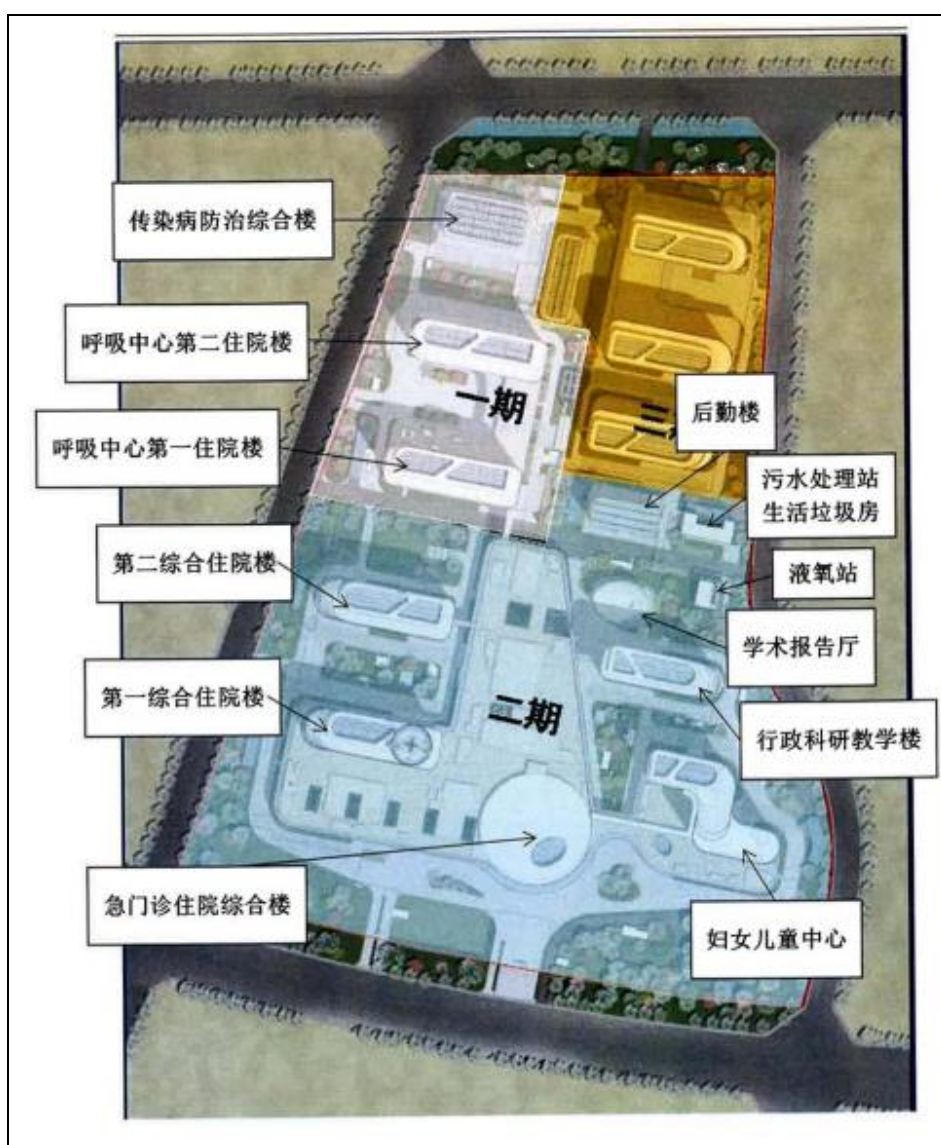 传染病防治综合楼
呼吸中心第二住院楼
一期
三
后勤楼
呼吸中心第一住院楼
污水处理站
生活垃圾房
第二综合住院楼
液氧站
学术报告厅
第一综合住院楼
二期
行政科研教学楼
急门诊住院综合楼
妇女儿童中心